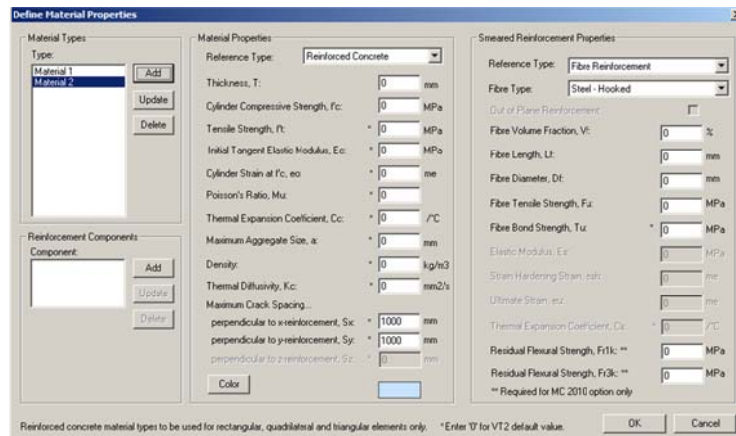 Define Material Properties
Material Types
Type:
Material 1
Material 2
Add
Update
Delete
Reinforcement Components
Component:
Add
Update
Delete
Material Properties
Reference Type: Reinforced Concrete
Thickness, T: 0 mm
Cylinder Compressive Strength, f'c: 0 MPa
Tensile Strength, f't: * 0 MPa
Initial Tangent Elastic Modulus, Ec: * 0 MPa
Cylinder Strain at f'c, eo: * 0 me
Poisson's Ratio, Mu: * 0
Thermal Expansion Coefficient, Cc: * 0 /°C
Maximum Aggregate Size, a: * 0 mm
Density: * 0 kg/m3
Thermal Diffusivity, Kc: * 0 mm2/s
Maximum Crack Spacing...
perpendicular to x-reinforcement, Sx: * 1000 mm
perpendicular to y-reinforcement, Sy: * 1000 mm
perpendicular to z-reinforcement, Sz: * 0 mm
Color
Smeared Reinforcement Properties
Reference Type: Fibre Reinforcement
Fibre Type: Steel - Hooked
Out of Plane Reinforcement:
Fibre Volume Fraction, Vf: 0 %
Fibre Length, Lf: 0 mm
Fibre Diameter, Df: 0 mm
Fibre Tensile Strength, Fu: 0 MPa
Fibre Bond Strength, Tu: * 0 MPa
Elastic Modulus, Es: 0 MPa
Strain Hardening Strain, esh: 0 me
Ultimate Strain, eu: 0 me
Thermal Expansion Coefficient, Cs: * 0 /°C
Residual Flexural Strength, Fr1k: ** 0 MPa
Residual Flexural Strength, Fr3k: ** 0 MPa
** Required for MC 2010 option only
Reinforced concrete material types to be used for rectangular, quadrilateral and triangular elements only. *Enter '0' for VT2 default value.
OK
Cancel